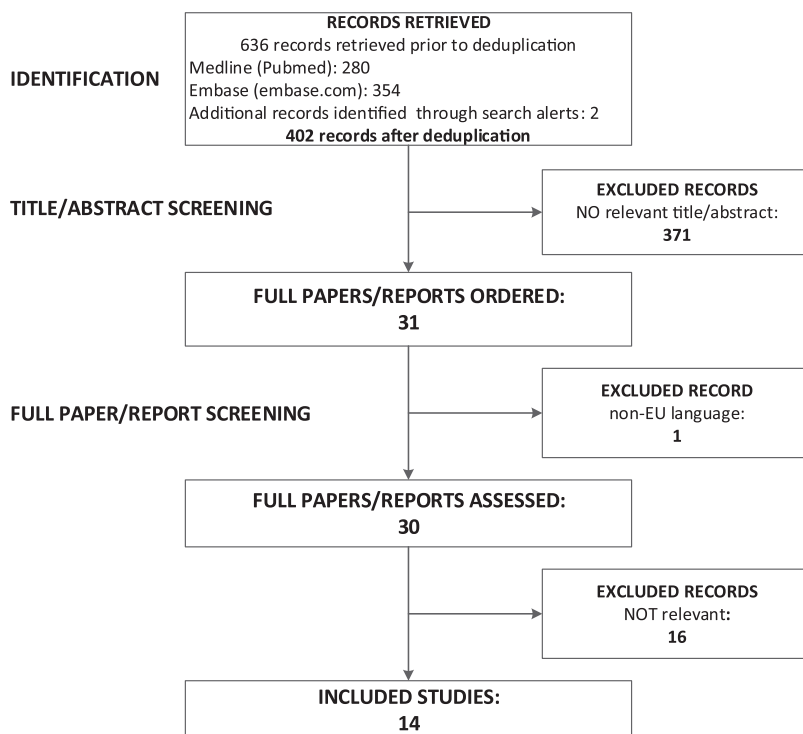 RECORDS RETRIEVED
636 records retrieved prior to deduplication
Medline (Pubmed): 280
Embase (embase.com): 354
Additional records identified through search alerts: 2
402 records after deduplication
IDENTIFICATION
TITLE/ABSTRACT SCREENING
EXCLUDED RECORDS
NO relevant title/abstract:
371
FULL PAPERS/REPORTS ORDERED:
31
FULL PAPER/REPORT SCREENING
EXCLUDED RECORD
non-EU language:
1
FULL PAPERS/REPORTS ASSESSED:
30
EXCLUDED RECORDS
NOT relevant:
16
INCLUDED STUDIES:
14